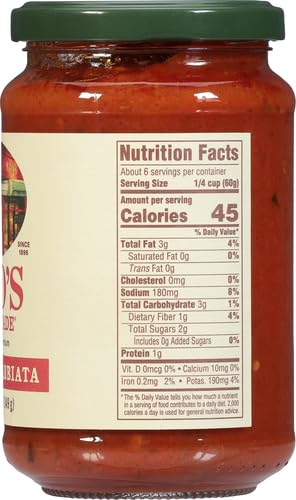 SINCE
1896
'S
ADE
BIATA
Nutrition Facts
About 6 servings per container
Serving Size 1/4 cup (60g)
Amount per serving
Calories 45
% Daily Value*
Total Fat 3g 4%
Saturated Fat 0g 0%
Trans Fat 0g
Cholesterol 0mg 0%
Sodium 180mg 8%
Total Carbohydrate 3g 1%
Dietary Fiber 1g 4%
Total Sugars 2g
Includes 0g Added Sugars 0%
Protein 1g
Vit. D 0mcg 0% • Calcium 10mg 0%
Iron 0.2mg 2% • Potas. 190mg 4%
* The % Daily Value tells you how much a nutrient
in a serving of food contributes to a daily diet. 2,000
calories a day is used for general nutrition advice.